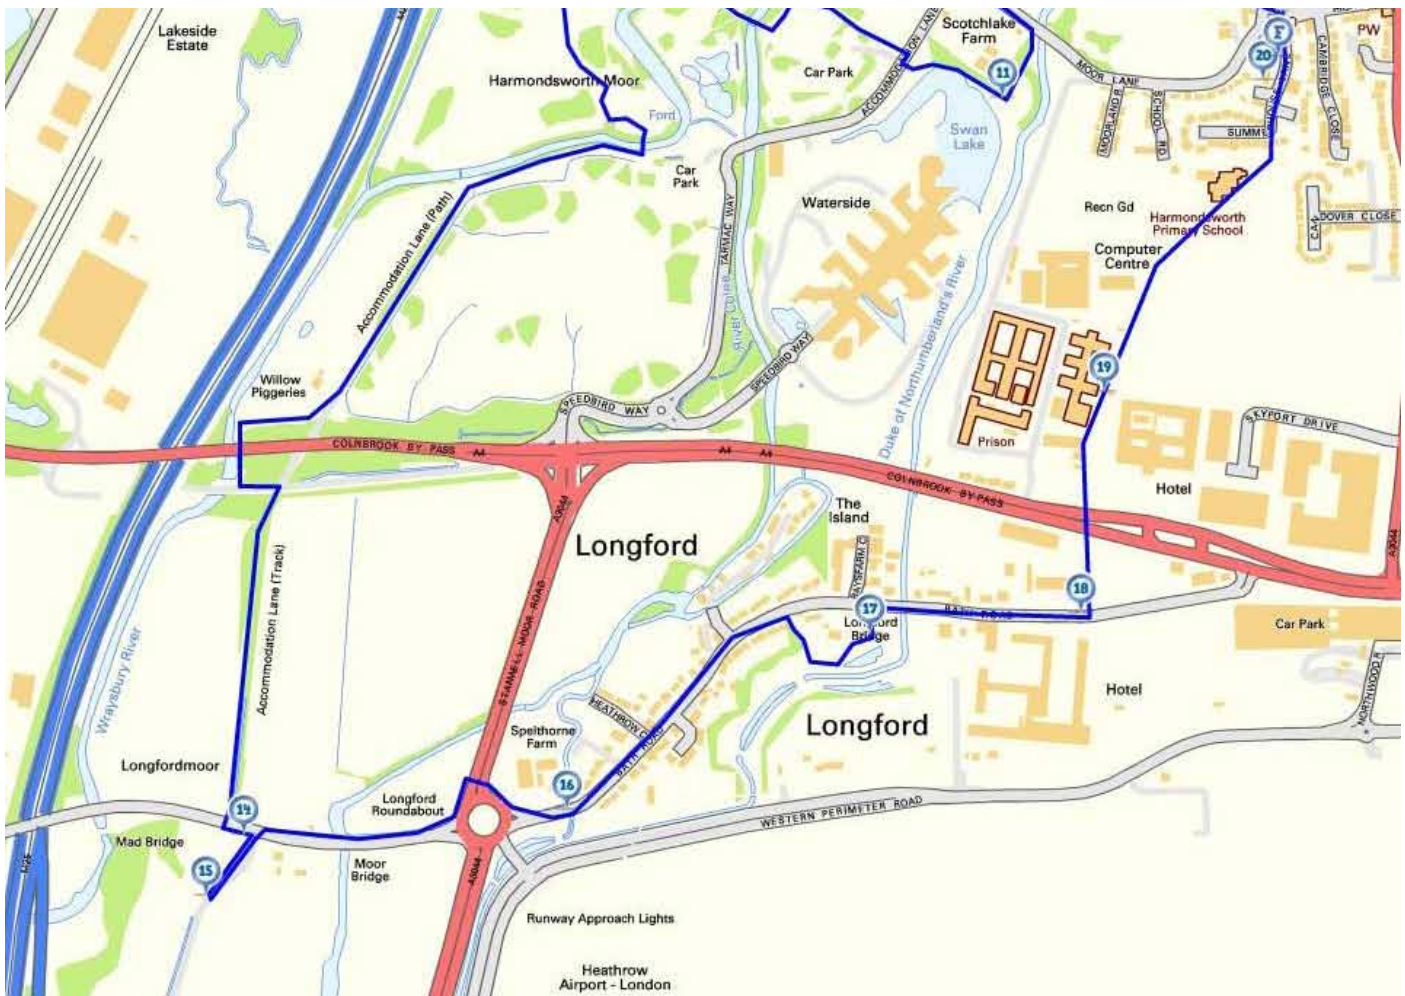 Lakeside
Estate
Scotchlake
Farm
PW
F
20
11
MOOR LANE
CAMBRIDGE CLOSE
Harmondsworth Moor
Car Park
ACCOMMODATION LANE
Ford
Swan
Lake
SCHOOL RD
Car
Park
Waterside
Recn Gd
Harmondsworth
Primary School
DOVER CLOSE
TARMAC WAY
Accommodation Lane (Path)
Computer
Centre
River Colne
Duke of Northumberland's River
19
Willow
Piggeries
SPEEDBIRD WAY
SPEEDBIRD WAY
SKYPORT DRIVE
Prison
COLNBROOK BY PASS
A4
A4
A4
COLNBROOK BY-PASS
Hotel
A3044
The
Island
A3044
Longford
Accommodation Lane (Track)
STANWELL MOOR ROAD
17
BATH ROAD
18
Longford
Bridge
Car Park
Wraysbury River
HEATHROW C
BATH ROAD
Hotel
NORTHWOOD R
Spelthorne
Farm
Longford
Longfordmoor
16
14
Longford
Roundabout
WESTERN PERIMETER ROAD
Mad Bridge
15
Moor
Bridge
M25
A3044
Runway Approach Lights
Heathrow
Airport - London